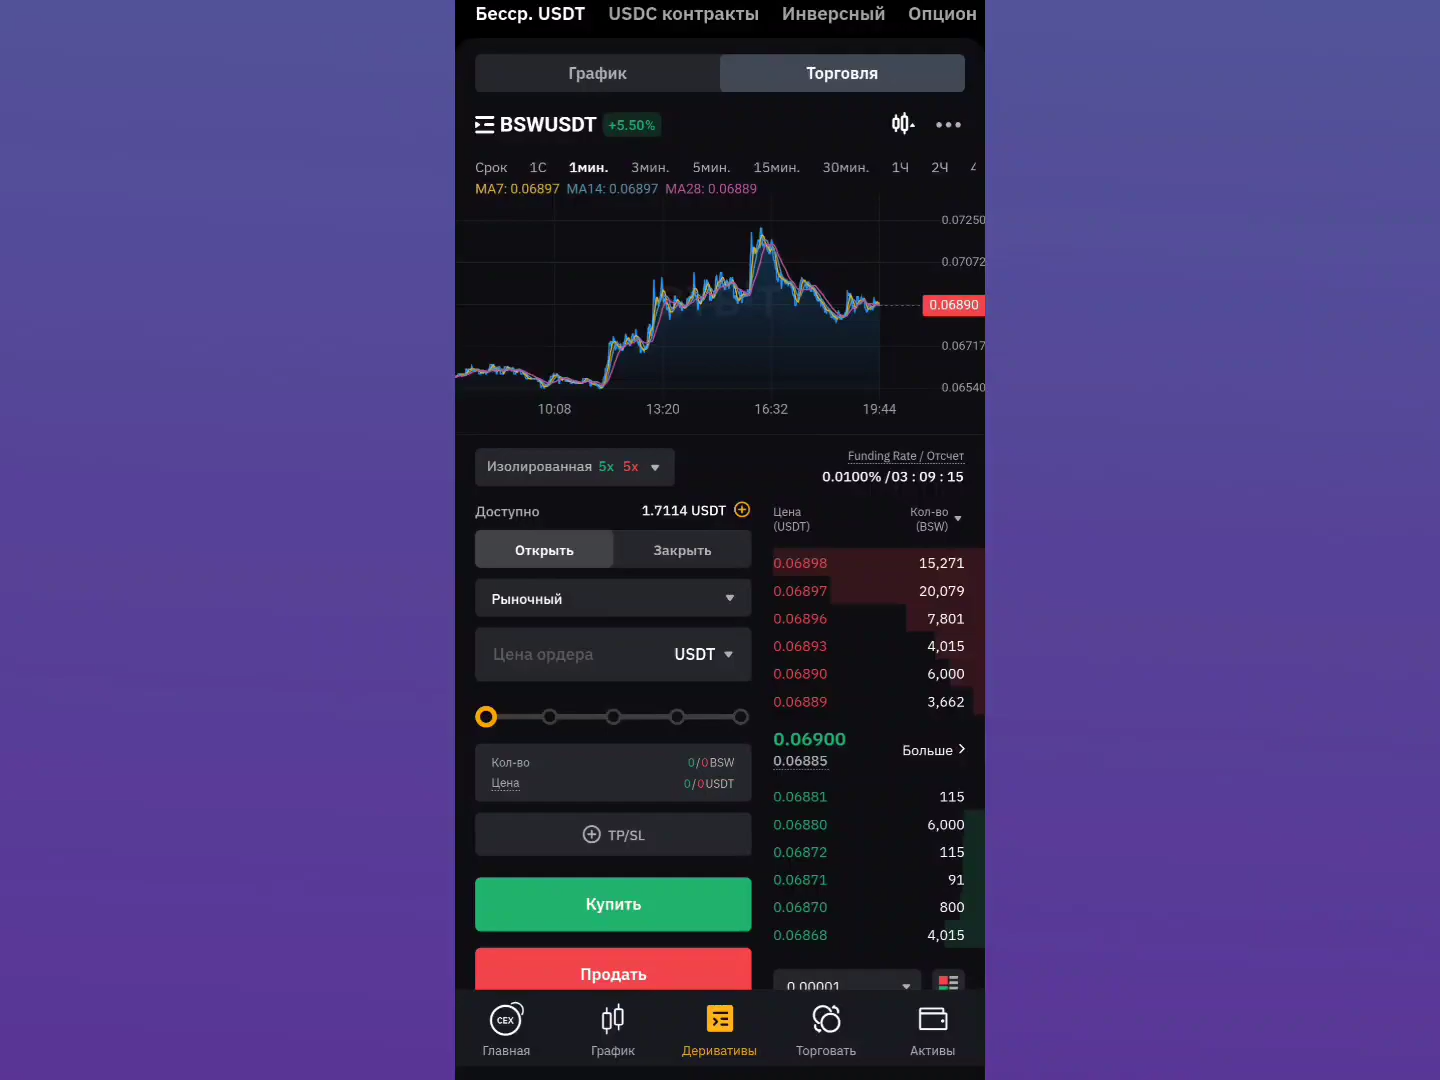 Бесср. USDT USDC контракты Инверсный Опцион
График Торговля
BSWUSDT +5.50%
Срок 1С 1мин. 3мин. 5мин. 15мин. 30мин. 1Ч 2Ч
MA7: 0.06897 MA14: 0.06897 MA28: 0.06889
0.07250
0.07072
0.06890
0.06717
0.06540
10:08 13:20 16:32 19:44
Изолированная 5x 5x
Funding Rate / Отсчет
0.0100% /03 : 09 : 15
Доступно 1.7114 USDT
Открыть Закрыть
Рыночный
Цена ордера USDT
Кол-во 0/0 BSW
Цена 0/0 USDT
TP/SL
Купить
Продать
Цена Кол-во
(USDT) (BSW)
0.06898 15,271
0.06897 20,079
0.06896 7,801
0.06893 4,015
0.06890 6,000
0.06889 3,662
0.06900
0.06885
Больше
0.06881 115
0.06880 6,000
0.06872 115
0.06871 91
0.06870 800
0.06868 4,015
0.00001
CEX
Главная График Деривативы Торговать Активы